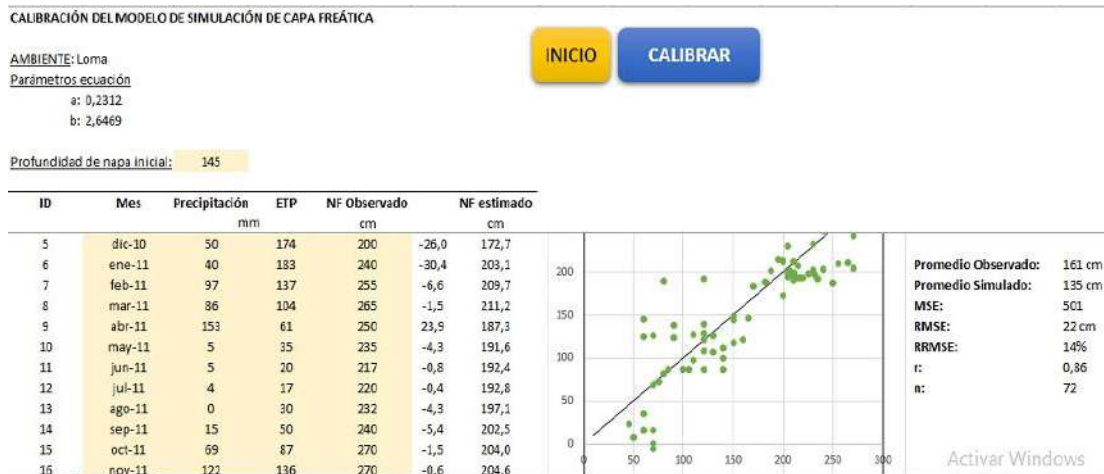 CALIBRACIÓN DEL MODELO DE SIMULACIÓN DE CAPA FREÁTICA
INICIO
CALIBRAR
AMBIENTE: Loma
Parámetros ecuación
a: 0,2312
b: 2,6469
Profundidad de napa inicial: 145
ID Mes Precipitación ETP NF Observado NF estimado
mm cm cm
5 dic-10 50 174 200 -26,0 172,7
6 ene-11 40 183 240 -30,4 203,1
7 feb-11 97 137 255 -6,6 209,7
8 mar-11 86 104 265 -1,5 211,2
9 abr-11 153 61 250 23,9 187,3
10 may-11 5 35 235 -4,3 191,6
11 jun-11 5 20 217 -0,8 192,4
12 jul-11 4 17 220 -0,4 192,8
13 ago-11 0 30 232 -4,3 197,1
14 sep-11 15 50 240 -5,4 202,5
15 oct-11 69 87 270 -1,5 204,0
16 nov-11 122 136 270 -0,6 204,6
200
150
100
50
0
0 50 100 150 200 250 300
Promedio Observado: 161 cm
Promedio Simulado: 135 cm
MSE: 501
RMSE: 22 cm
RRMSE: 14%
r: 0,86
n: 72
Activar Windows